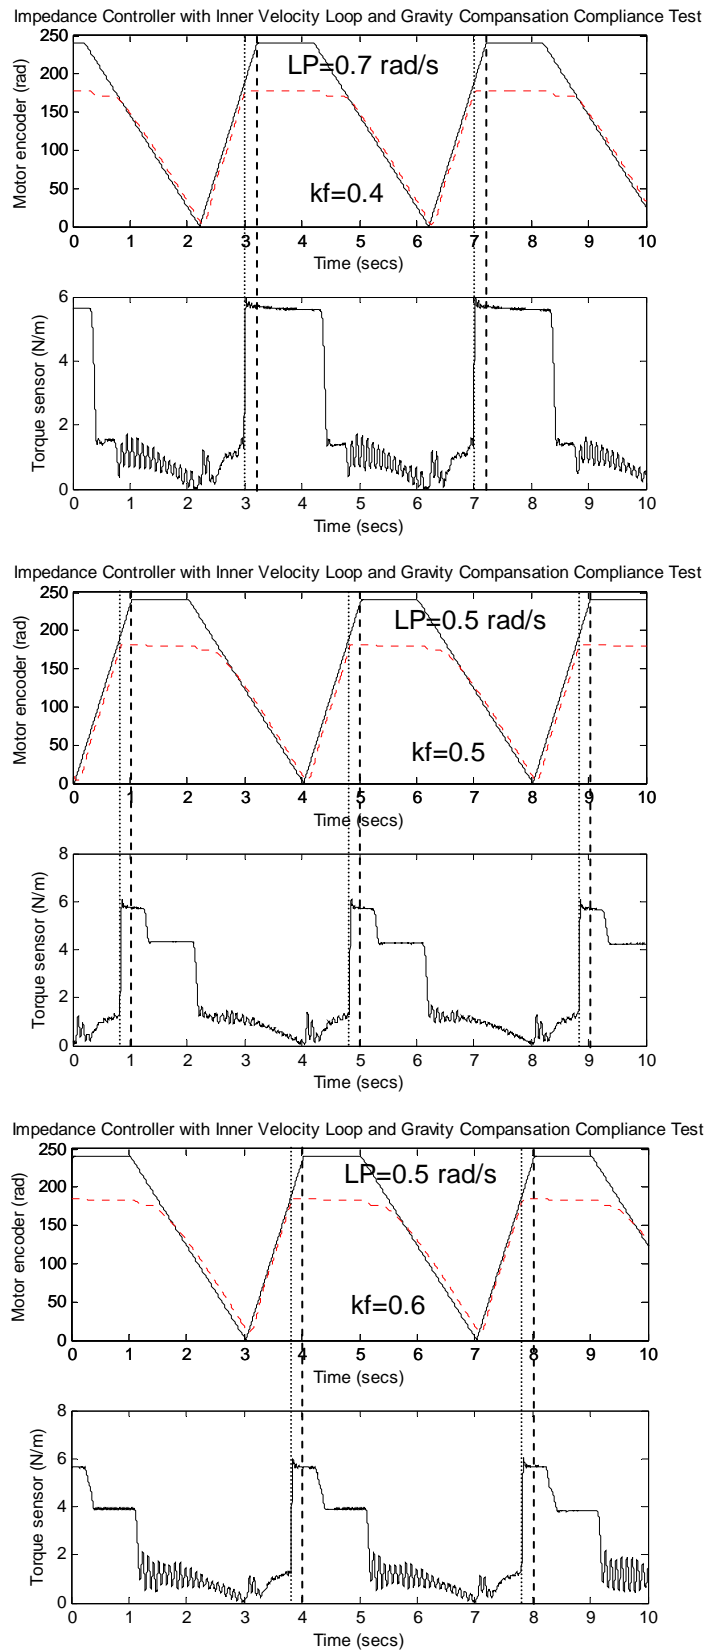 Impedance Controller with Inner Velocity Loop and Gravity Compansation Compliance Test
250
200
150
100
50
0
Motor encoder (rad)
LP=0.7 rad/s
kf=0.4
0 1 2 3 4 5 6 7 8 9 10
Time (secs)
6
4
2
0
Torque sensor (N/m)
0 1 2 3 4 5 6 7 8 9 10
Time (secs)
Impedance Controller with Inner Velocity Loop and Gravity Compansation Compliance Test
250
200
150
100
50
0
Motor encoder (rad)
LP=0.5 rad/s
kf=0.5
0 1 2 3 4 5 6 7 8 9 10
Time (secs)
8
6
4
2
0
Torque sensor (N/m)
0 1 2 3 4 5 6 7 8 9 10
Time (secs)
Impedance Controller with Inner Velocity Loop and Gravity Compansation Compliance Test
250
200
150
100
50
0
Motor encoder (rad)
LP=0.5 rad/s
kf=0.6
0 1 2 3 4 5 6 7 8 9 10
Time (secs)
8
6
4
2
0
Torque sensor (N/m)
0 1 2 3 4 5 6 7 8 9 10
Time (secs)